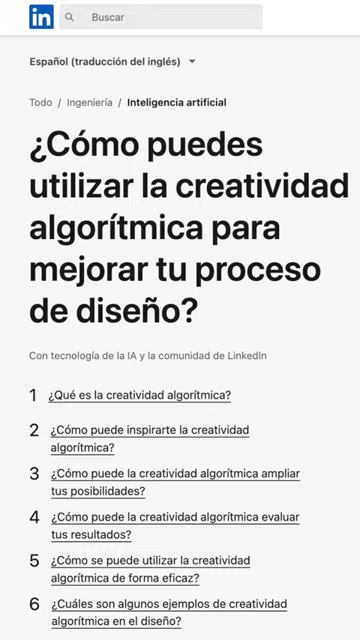 in
Buscar
Español (traducción del inglés)
Todo / Ingeniería / Inteligencia artificial
¿Cómo puedes
utilizar la creatividad
algorítmica para
mejorar tu proceso
de diseño?
Con tecnología de la IA y la comunidad de LinkedIn
1 ¿Qué es la creatividad algorítmica?
2 ¿Cómo puede inspirarte la creatividad
algorítmica?
3 ¿Cómo puede la creatividad algorítmica ampliar
tus posibilidades?
4 ¿Cómo puede la creatividad algorítmica evaluar
tus resultados?
5 ¿Cómo se puede utilizar la creatividad
algorítmica de forma eficaz?
6 ¿Cuáles son algunos ejemplos de creatividad
algorítmica en el diseño?